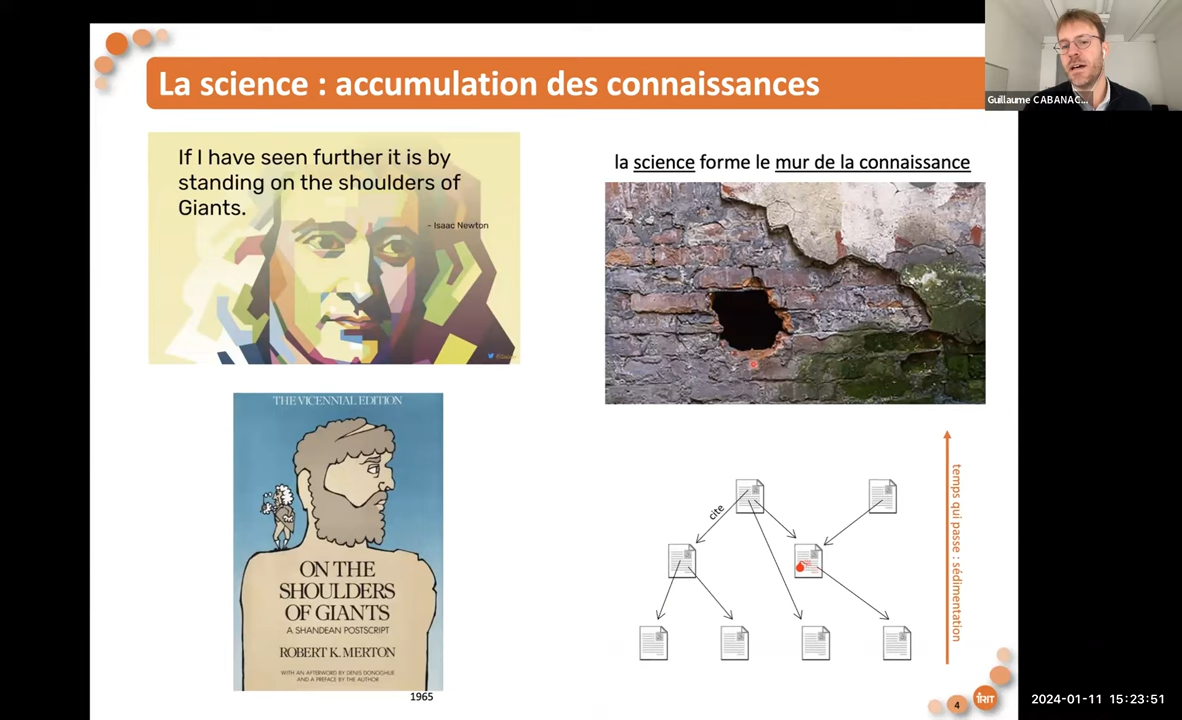 La science : accumulation des connaissances
Guillaume CABANAC...
If I have seen further it is by
standing on the shoulders of
Giants.
- Isaac Newton
la science forme le mur de la connaissance
THE VICENNIAL EDITION
ON THE
SHOULDERS
OF GIANTS
A SHANDEAN POSTSCRIPT
ROBERT K. MERTON
WITH AN AFTERWORD BY DENIS DONOGHUE
AND A PREFACE BY THE AUTHOR
1965
cite
temps qui passe : sédimentation
4
IRIT
2024-01-11 15:23:51